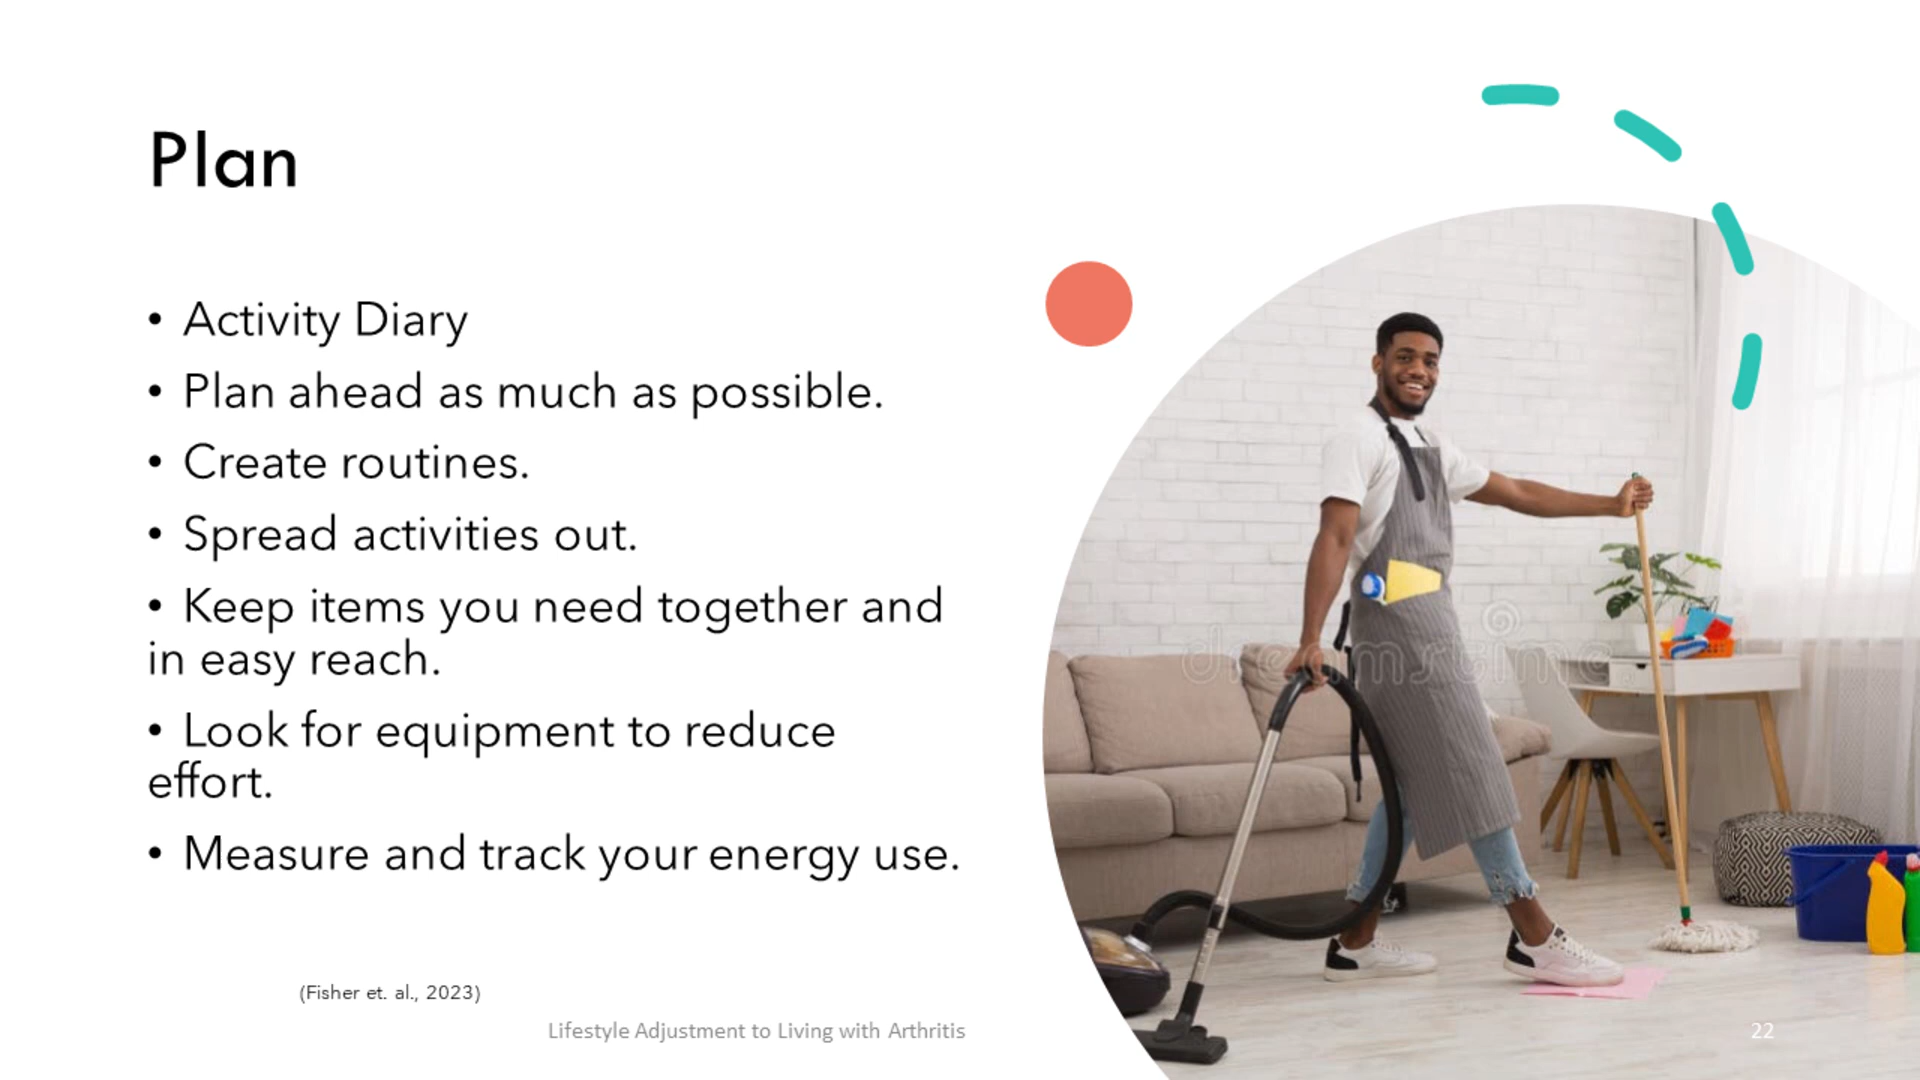 Plan
• Activity Diary
• Plan ahead as much as possible.
• Create routines.
• Spread activities out.
• Keep items you need together and
in easy reach.
• Look for equipment to reduce
effort.
• Measure and track your energy use.
dreamstime
(Fisher et. al., 2023)
Lifestyle Adjustment to Living with Arthritis
22